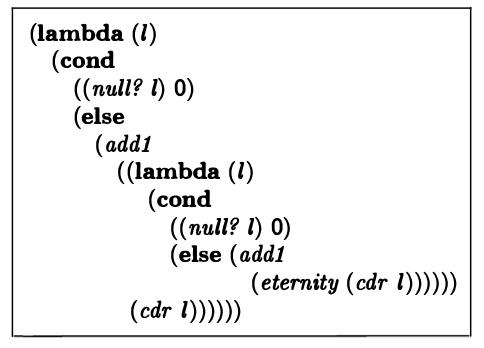 (lambda (l)
(cond
((null? l) 0)
(else
(add1
((lambda (l)
(cond
((null? l) 0)
(else (add1
(eternity (cdr l))))))
(cdr l))))))